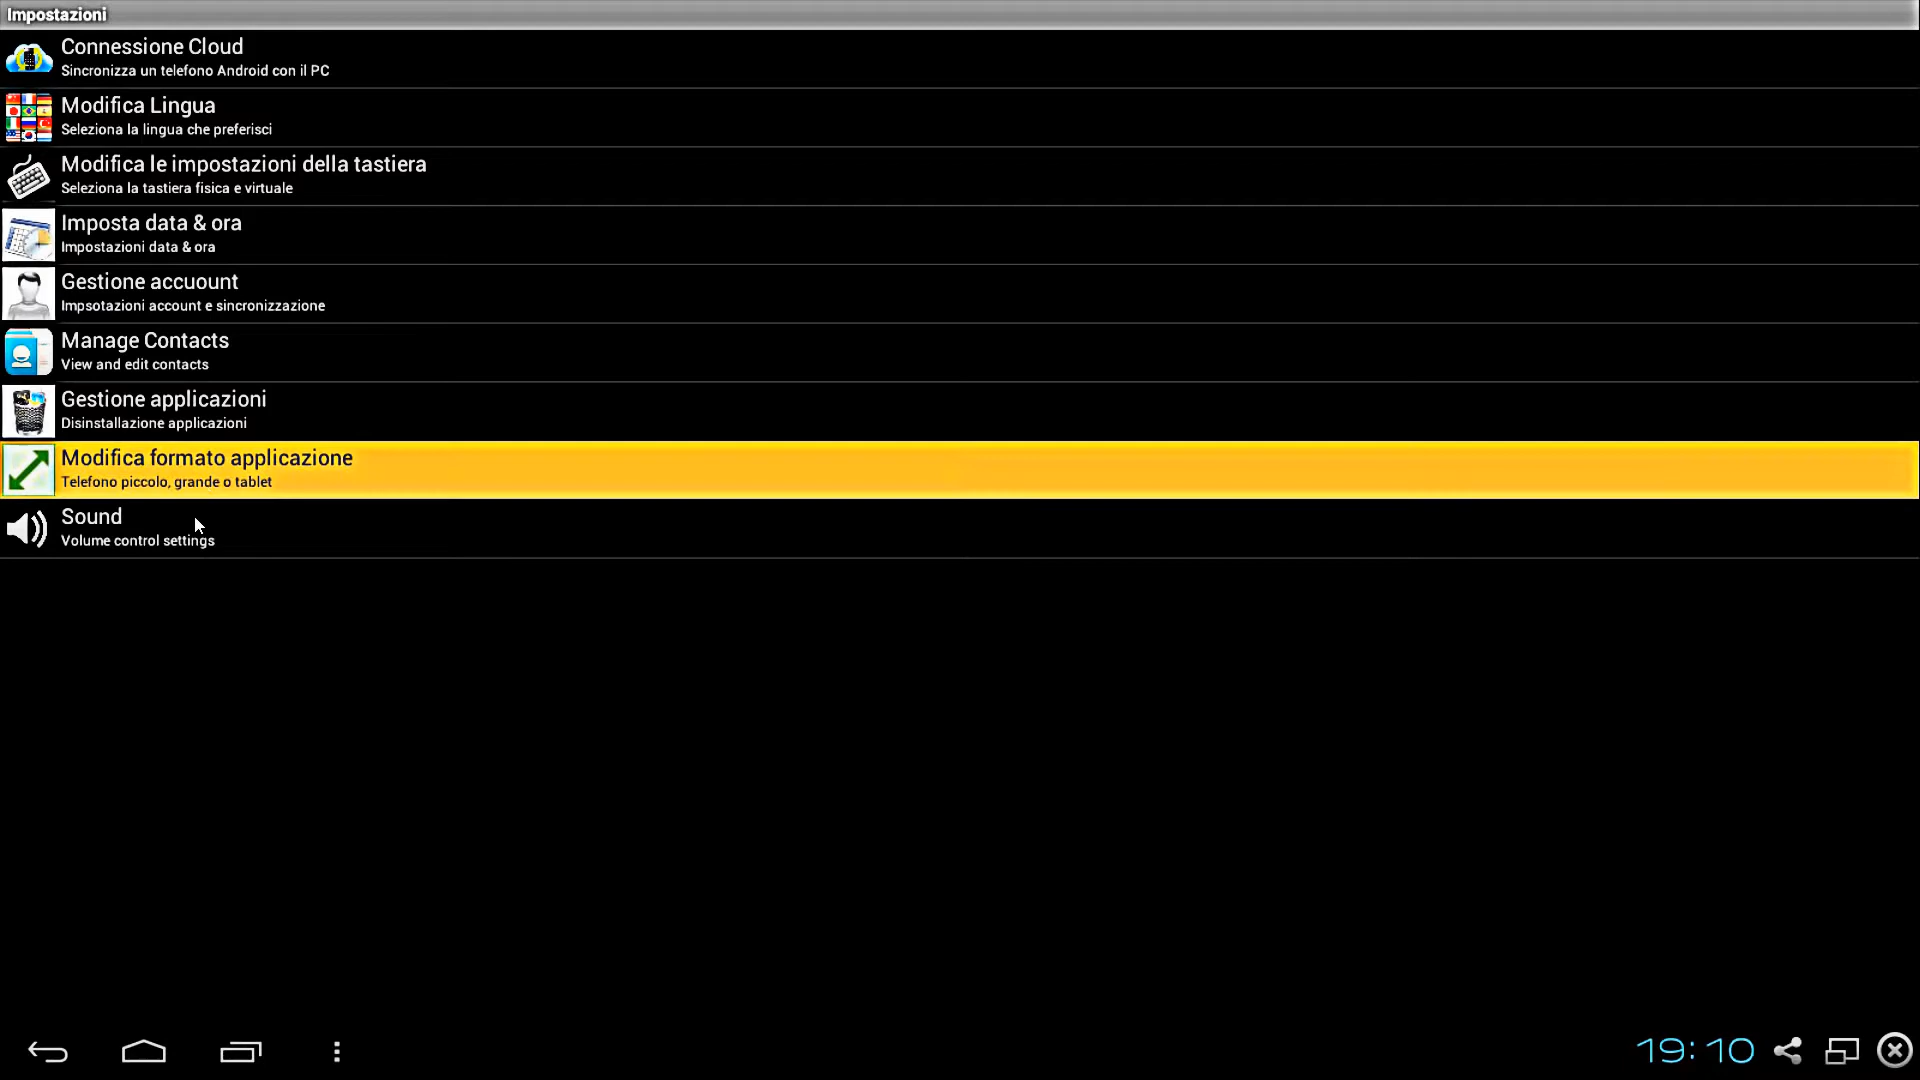 Impostazioni
Connessione Cloud
Sincronizza un telefono Android con il PC
Modifica Lingua
Seleziona la lingua che preferisci
Modifica le impostazioni della tastiera
Seleziona la tastiera fisica e virtuale
Imposta data & ora
Impostazioni data & ora
Gestione accuount
Impsotazioni account e sincronizzazione
Manage Contacts
View and edit contacts
Gestione applicazioni
Disinstallazione applicazioni
Modifica formato applicazione
Telefono piccolo, grande o tablet
Sound
Volume control settings
19:10